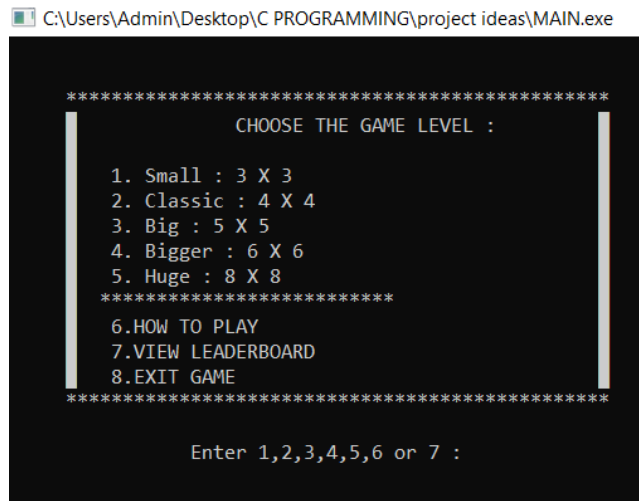 C:\Users\Admin\Desktop\C PROGRAMMING\project ideas\MAIN.exe
************************************************
CHOOSE THE GAME LEVEL :
1. Small : 3 X 3
2. Classic : 4 X 4
3. Big : 5 X 5
4. Bigger : 6 X 6
5. Huge : 8 X 8
**************************
6.HOW TO PLAY
7.VIEW LEADERBOARD
8.EXIT GAME
************************************************
Enter 1,2,3,4,5,6 or 7 :